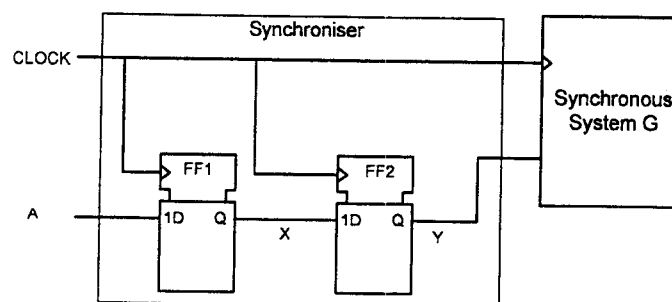 Synchroniser
CLOCK
Synchronous
System G
FF1
FF2
A
1D
Q
X
1D
Q
Y